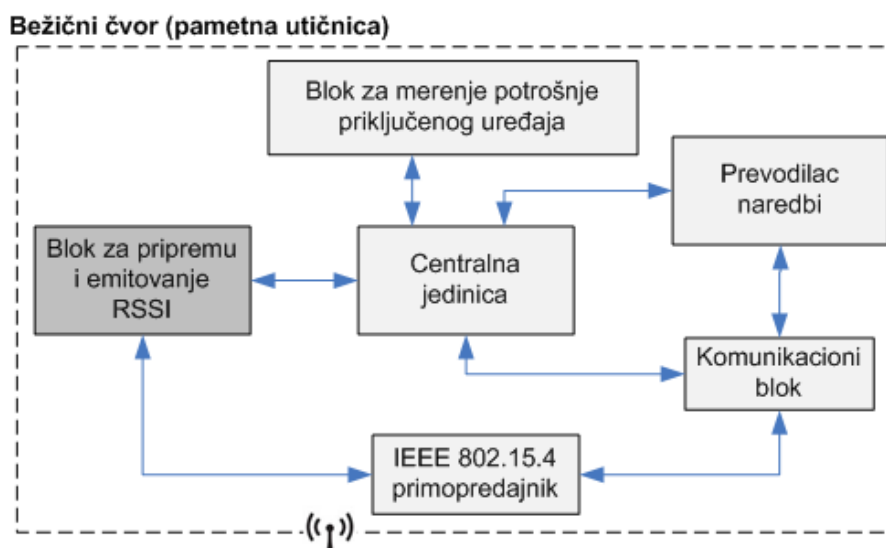 Bežični čvor (pametna utičnica)
Blok za merenje potrošnje
priključenog uređaja
Prevodilac
naredbi
Blok za pripremu
i emitovanje
RSSI
Centralna
jedinica
Komunikacioni
blok
IEEE 802.15.4
primopredajnik